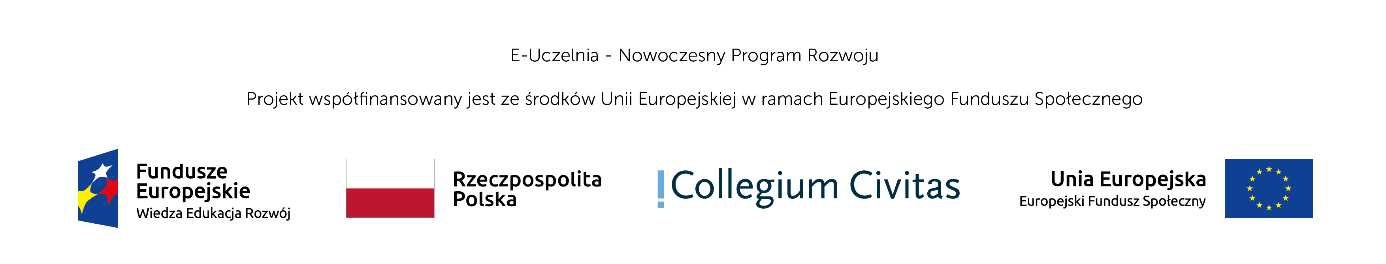 E-Uczelnia - Nowoczesny Program Rozwoju
Projekt współfinansowany jest ze środków Unii Europejskiej w ramach Europejskiego Funduszu Społecznego
Fundusze
Europejskie
Wiedza Edukacja Rozwój
Rzeczpospolita
Polska
Collegium Civitas
Unia Europejska
Europejski Fundusz Społeczny